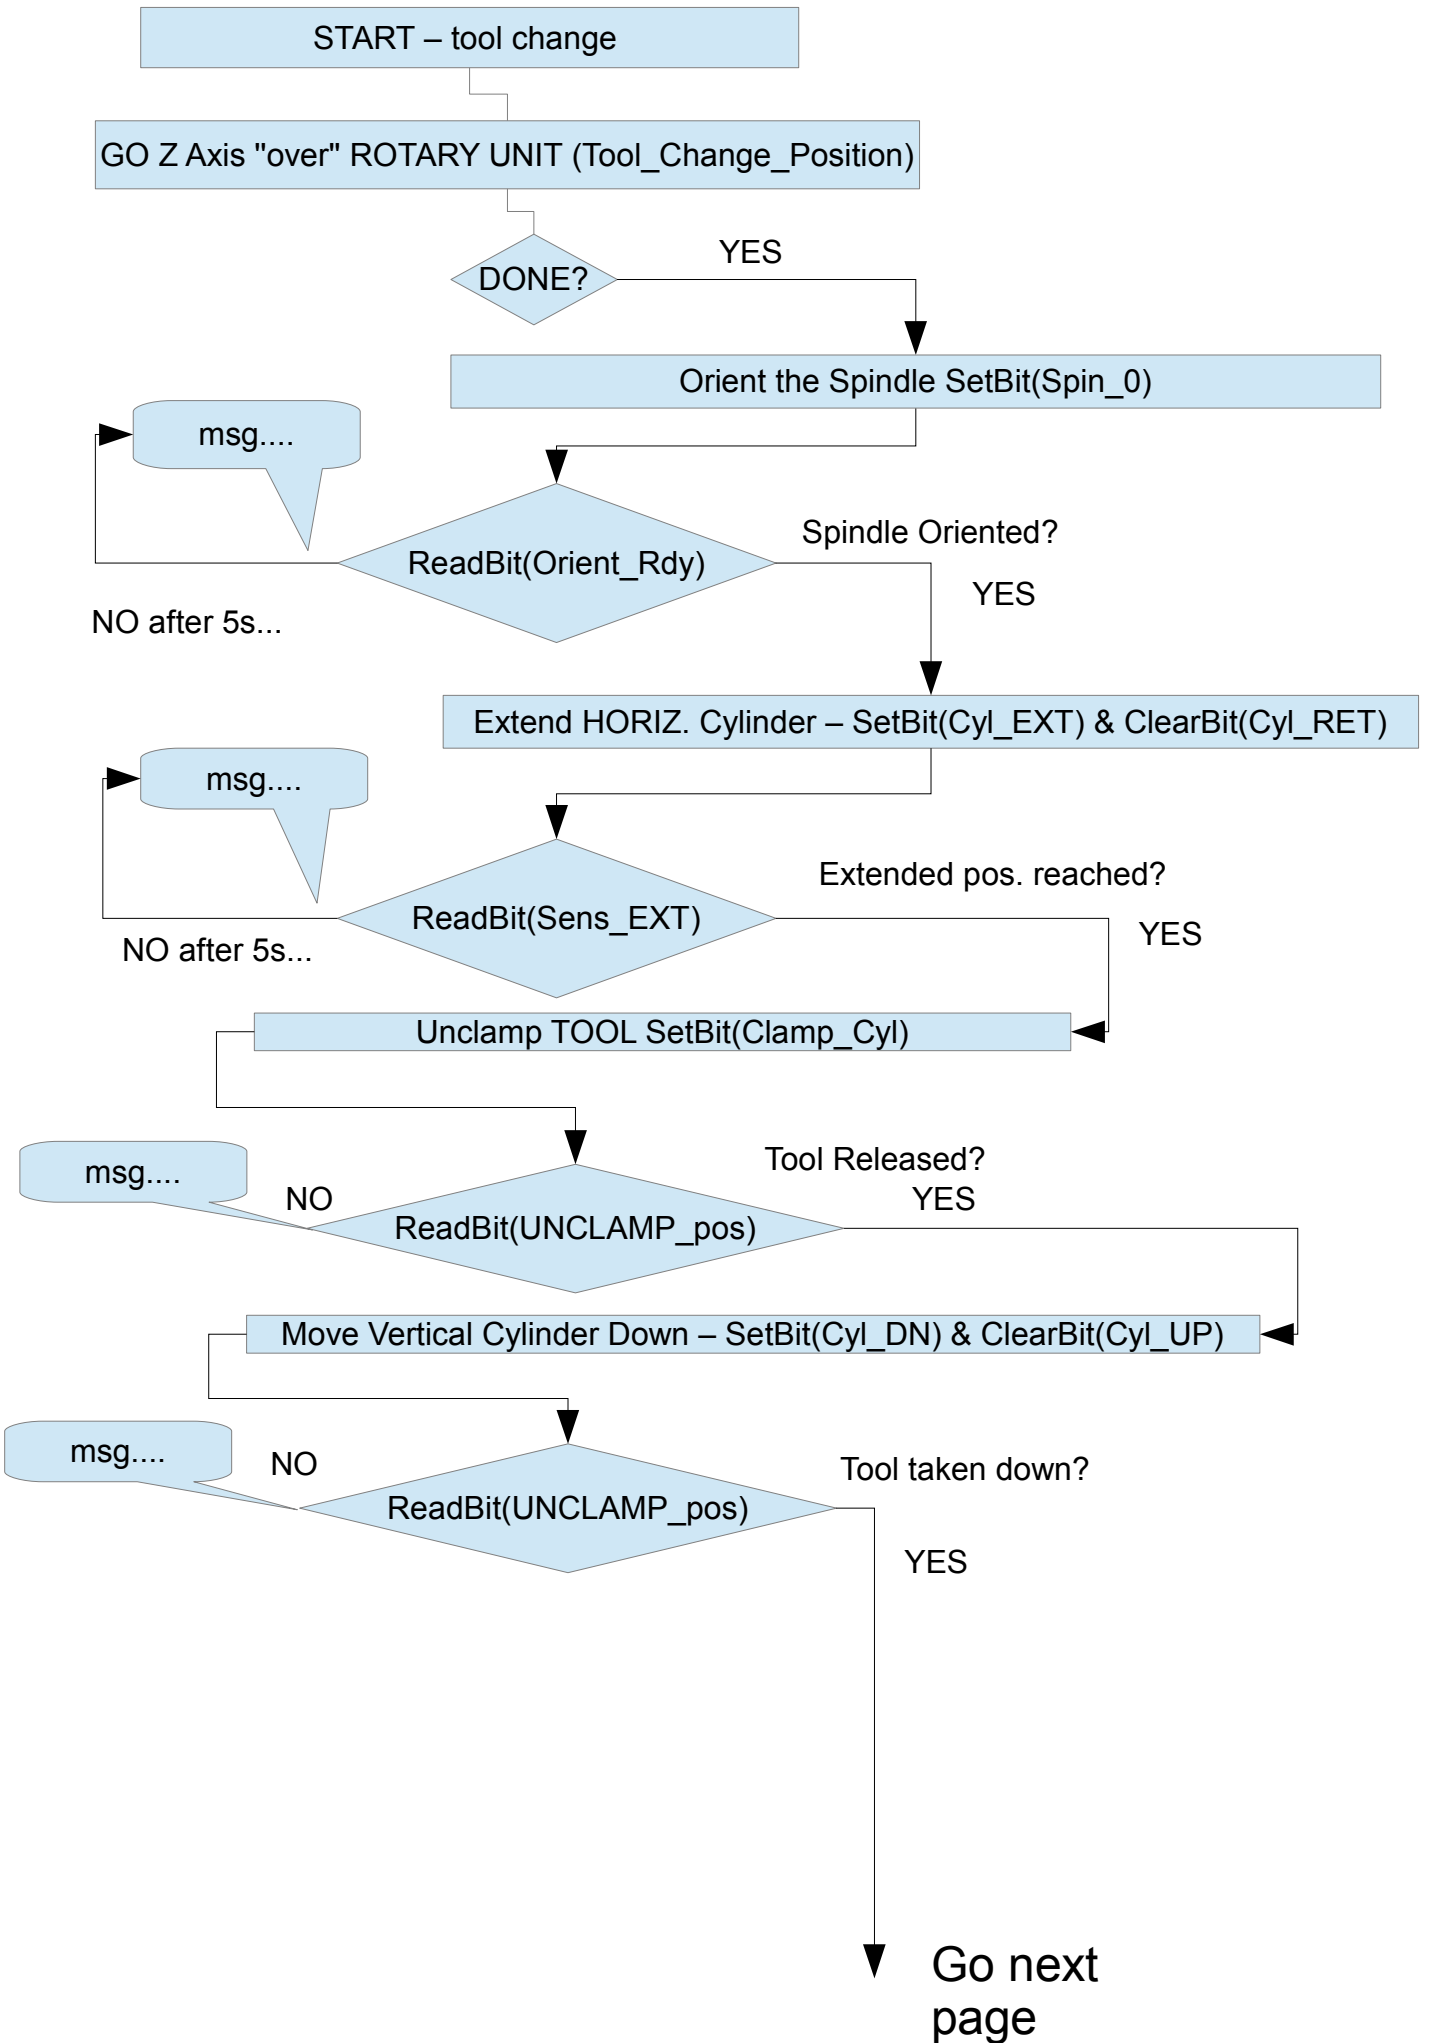 START – tool change
GO Z Axis "over" ROTARY UNIT (Tool_Change_Position)
YES
DONE?
Orient the Spindle SetBit(Spin_0)
msg....
Spindle Oriented?
ReadBit(Orient_Rdy)
YES
NO after 5s...
Extend HORIZ. Cylinder – SetBit(Cyl_EXT) & ClearBit(Cyl_RET)
msg....
Extended pos. reached?
ReadBit(Sens_EXT)
YES
NO after 5s...
Unclamp TOOL SetBit(Clamp_Cyl)
Tool Released?
msg....
NO
YES
ReadBit(UNCLAMP_pos)
Move Vertical Cylinder Down – SetBit(Cyl_DN) & ClearBit(Cyl_UP)
msg....
NO
Tool taken down?
ReadBit(UNCLAMP_pos)
YES
Go next
page